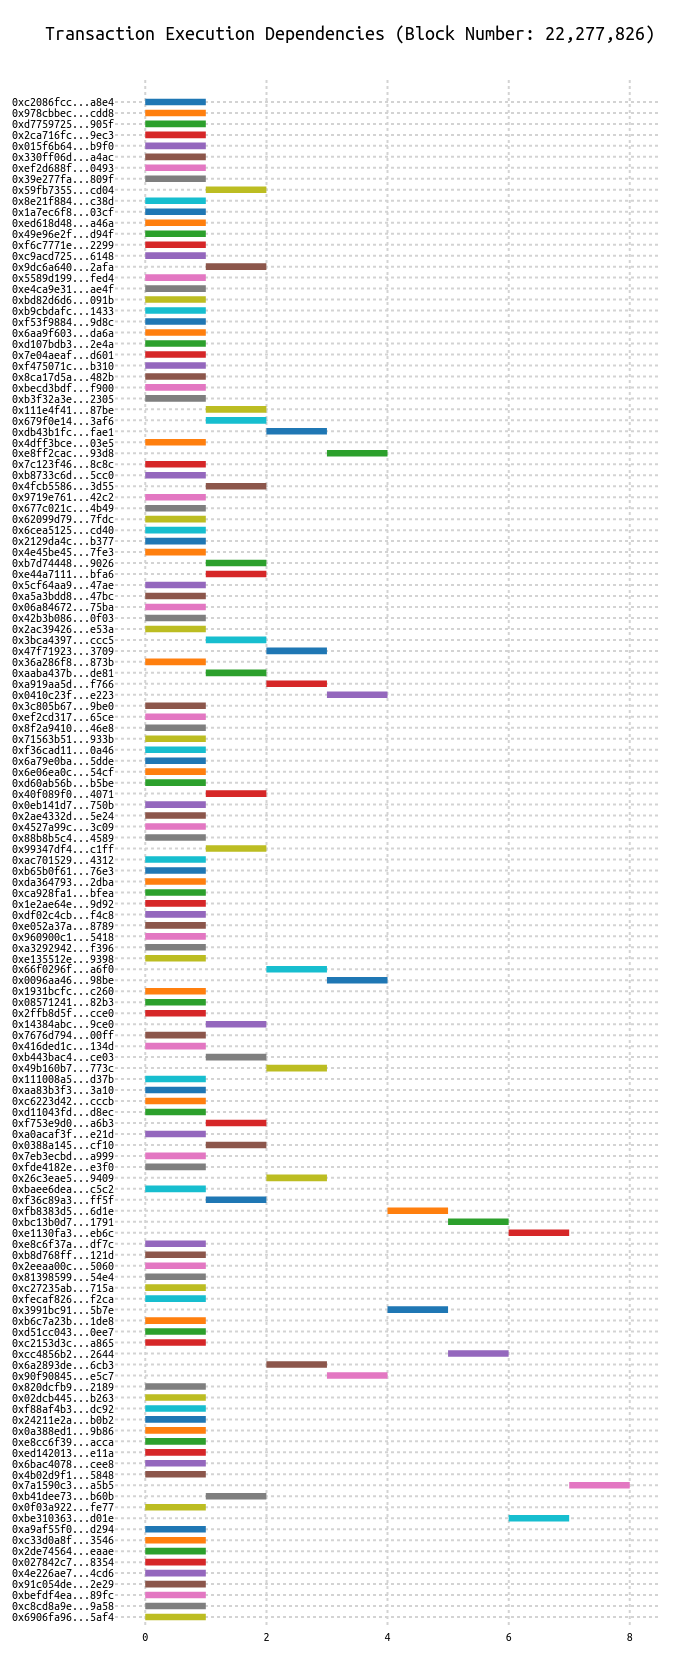 Transaction Execution Dependencies (Block Number: 22,277,826)
0xc2086fcc...a8e4
0x978cbbec...cdd8
0xd7759725...905f
0x2ca716fc...9ec3
0x015f6b64...b9f0
0x330ff06d...a4ac
0xef2d688f...0493
0x39e277fa...809f
0x59fb7355...cd04
0x8e21f884...c38d
0x1a7ec6f8...03cf
0xed618d48...a46a
0x49e96e2f...d94f
0xf6c7771e...2299
0xc9acd725...6148
0x9dc6a640...2afa
0x5589d199...fed4
0xe4ca9e31...ae4f
0xbd82d6d6...091b
0xb9cbdafc...1433
0xf53f9884...9d8c
0x6aa9f603...da6a
0xd107bdb3...2e4a
0x7e04aeaf...d601
0xf475071c...b310
0x8ca17d5a...482b
0xbecd3bdf...f900
0xb3f32a3e...2305
0x111e4f41...87be
0x679f0e14...3af6
0xdb43b1fc...fae1
0x4dff3bce...03e5
0xe8ff2cac...93d8
0x7c123f46...8c8c
0xb8733c6d...5cc0
0x4fcb5586...3d55
0x9719e761...42c2
0x677c021c...4b49
0x62099d79...7fdc
0x6cea5125...cd40
0x2129da4c...b377
0x4e45be45...7fe3
0xb7d74448...9026
0xe44a7111...bfa6
0x5cf64aa9...47ae
0xa5a3bdd8...47bc
0x06a84672...75ba
0x42b3b086...0f03
0x2ac39426...e53a
0x3bca4397...ccc5
0x47f71923...3709
0x36a286f8...873b
0xaaba437b...de81
0xa919aa5d...f766
0x0410c23f...e223
0x3c805b67...9be0
0xef2cd317...65ce
0x8f2a9410...46e8
0x71563b51...933b
0xf36cad11...0a46
0x6a79e0ba...5dde
0x6e06ea0c...54cf
0xd60ab56b...b5be
0x40f089f0...4071
0x0eb141d7...750b
0x2ae4332d...5e24
0x4527a99c...3c09
0x88b8b5c4...4589
0x99347df4...c1ff
0xac701529...4312
0xb65b0f61...76e3
0xda364793...2dba
0xca928fa1...bfea
0x1e2ae64e...9d92
0xdf02c4cb...f4c8
0xe052a37a...8789
0x960900c1...5418
0xa3292942...f396
0xe135512e...9398
0x66f0296f...a6f0
0x0096aa46...98be
0x1931bcfc...c260
0x08571241...82b3
0x2ffb8d5f...cce0
0x14384abc...9ce0
0x7676d794...00ff
0x416ded1c...134d
0xb443bac4...ce03
0x49b160b7...773c
0x111008a5...d37b
0xaa83b3f3...3a10
0xc6223d42...cccb
0xd11043fd...d8ec
0xf753e9d0...a6b3
0xa0acaf3f...e21d
0x0388a145...cf10
0x7eb3ecbd...a999
0xfde4182e...e3f0
0x26c3eae5...9409
0xbaee6dea...c5c2
0xf36c89a3...ff5f
0xfb8383d5...6d1e
0xbc13b0d7...1791
0xe1130fa3...eb6c
0xe8c6f37a...df7c
0xb8d768ff...121d
0x2eeaa00c...5060
0x81398599...54e4
0xc27235ab...715a
0xfecaf826...f2ca
0x3991bc91...5b7e
0xb6c7a23b...1de8
0xd51cc043...0ee7
0xc2153d3c...a865
0xcc4856b2...2644
0x6a2893de...6cb3
0x90f90845...e5c7
0x820dcfb9...2189
0x02dcb445...b263
0xf88af4b3...dc92
0x24211e2a...b0b2
0x0a388ed1...9b86
0xe8cc6f39...acca
0xed142013...e11a
0x6bac4078...cee8
0x4b02d9f1...5848
0x7a1590c3...a5b5
0xb41dee73...b60b
0x0f03a922...fe77
0xbe310363...d01e
0xa9af55f0...d294
0xc33d0a8f...3546
0x2de74564...eaae
0x027842c7...8354
0x4e226ae7...4cd6
0x91c054de...2e29
0xbefdf4ea...89fc
0xc8cd8a9e...9a58
0x6906fa96...5af4
0 2 4 6 8